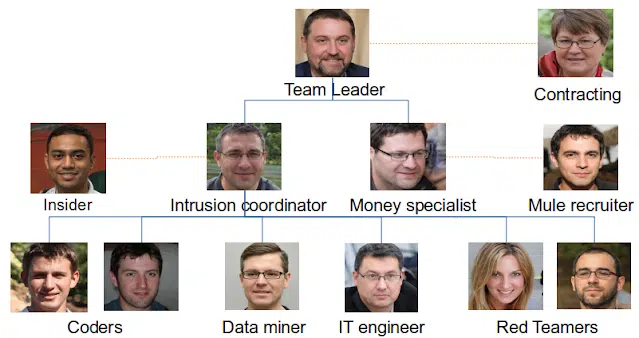 Team Leader
Contracting
Insider
Intrusion coordinator
Money specialist
Mule recruiter
Coders
Data miner
IT engineer
Red Teamers